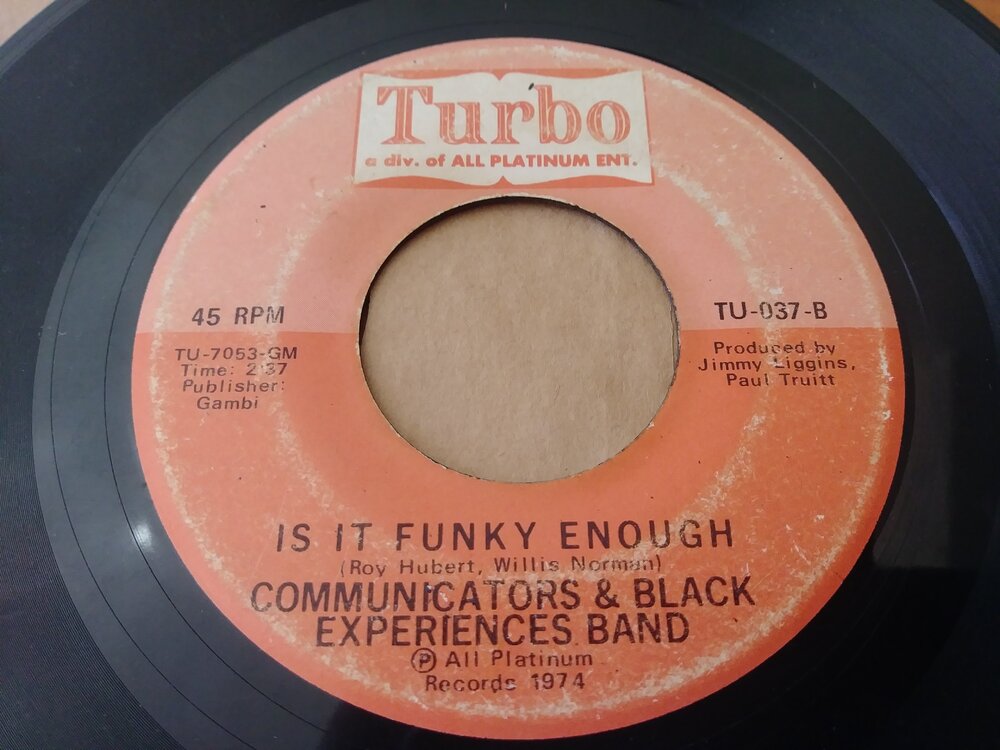 Turbo
a div. of ALL PLATINUM ENT.
45 RPM
TU-7053-GM
Time: 2:37
Publisher:
Gambi
TU-037-B
Produced by
Jimmy Liggins,
Paul Truitt
IS IT FUNKY ENOUGH
(Roy Hubert, Willis Norman)
COMMUNICATORS & BLACK
EXPERIENCES BAND
Ⓟ All Platinum
Records 1974